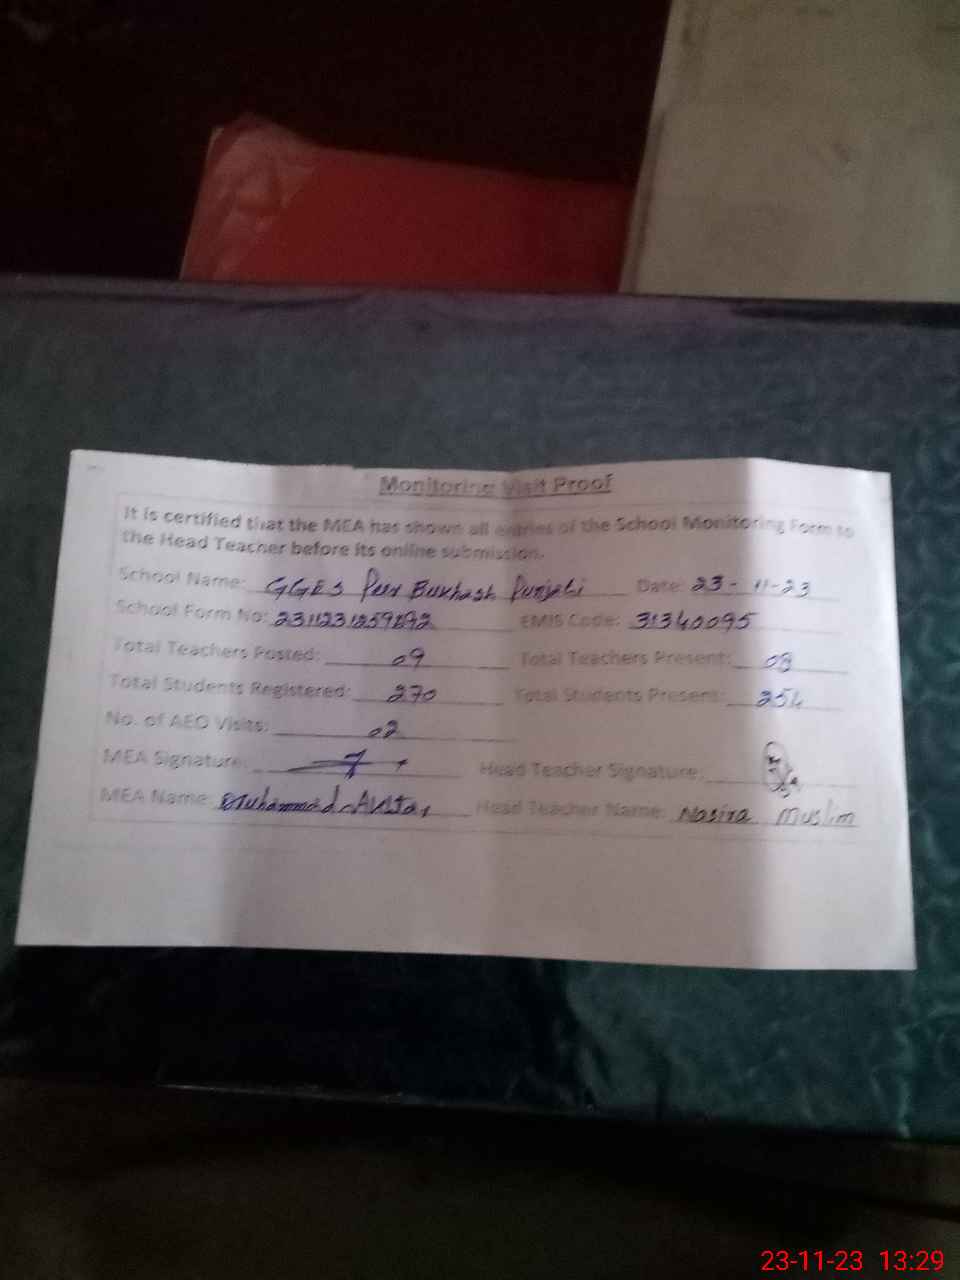 Monitoring Visit Proof
It is certified that the MEA has shown all entries of the School Monitoring Form to
the Head Teacher before its online submission.
School Name: GGES Peer Bukhash Punjabi Date: 23-11-23
School Form No: EMIS Code: 31340095
Total Teachers Posted: 09 Total Teachers Present:
Total Students Registered: 270 Total Students Present: 254
No. of AEO Visits: 02
MEA Signature: Head Teacher Signature:
MEA Name: Muhammad Head Teacher Name: Nasira Muslim
23-11-23 13:29